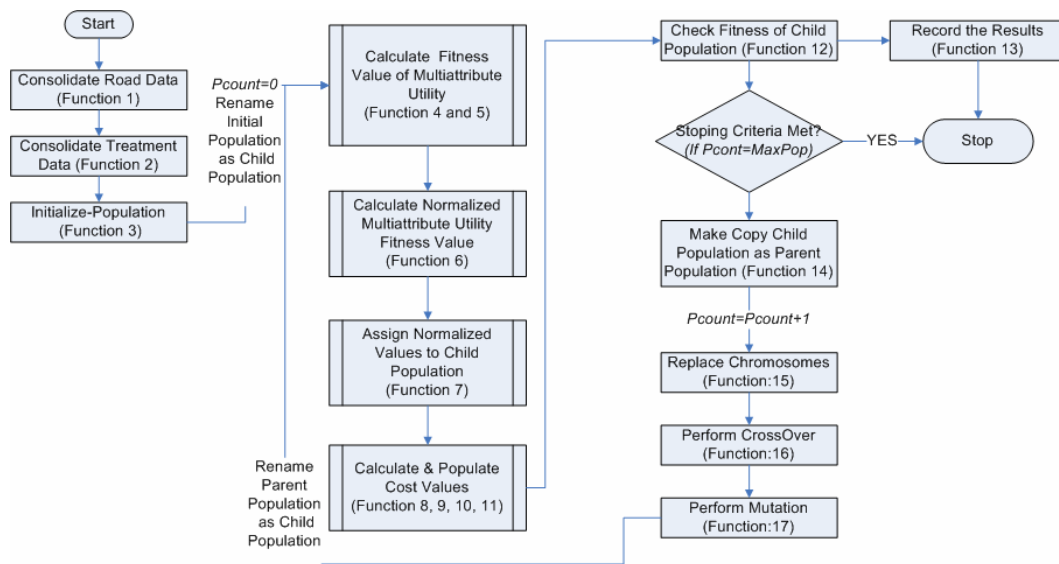 Start
Consolidate Road Data
(Function 1)
Consolidate Treatment
Data (Function 2)
Initialize-Population
(Function 3)
Pcount=0
Rename
Initial
Population
as Child
Population
Calculate Fitness
Value of Multiattribute
Utility
(Function 4 and 5)
Calculate Normalized
Multiattribute Utility
Fitness Value
(Function 6)
Assign Normalized
Values to Child
Population
(Function 7)
Calculate & Populate
Cost Values
(Function 8, 9, 10, 11)
Rename
Parent
Population
as Child
Population
Check Fitness of Child
Population (Function 12)
Record the Results
(Function 13)
Stoping Criteria Met?
(If Pcont=MaxPop)
YES
Stop
Make Copy Child
Population as Parent
Population (Function 14)
Pcount=Pcount+1
Replace Chromosomes
(Function:15)
Perform CrossOver
(Function:16)
Perform Mutation
(Function:17)